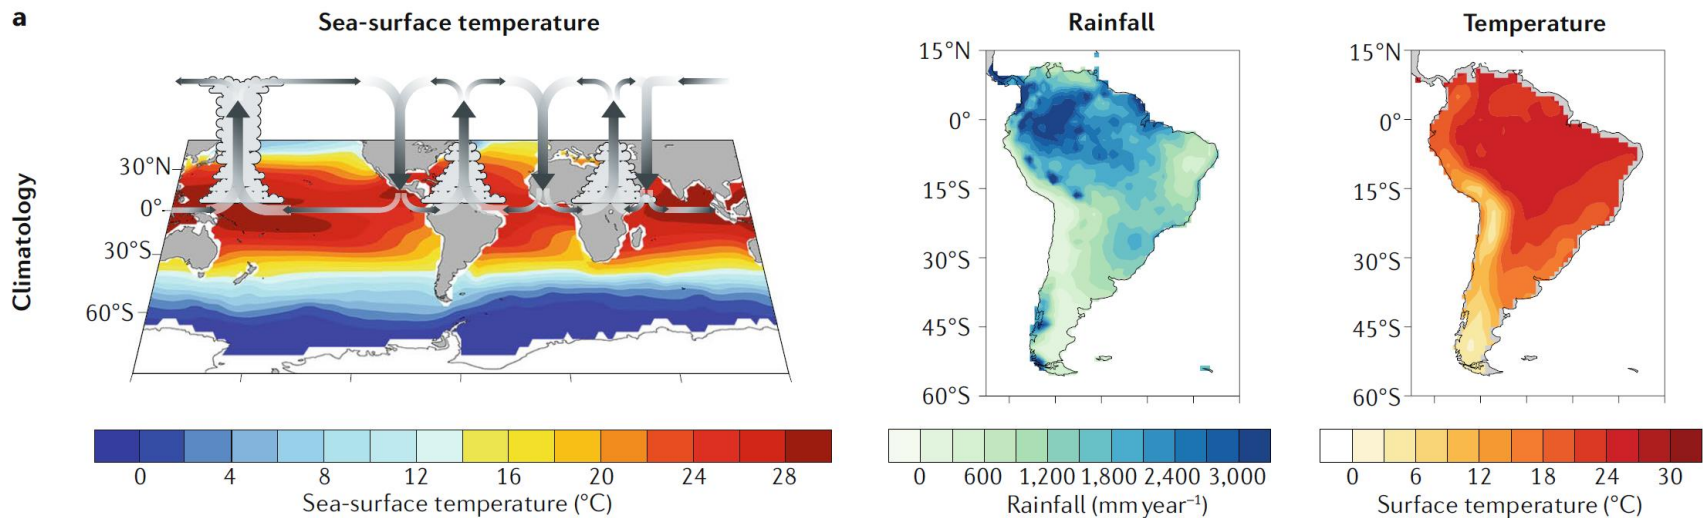 a
Sea-surface temperature
Rainfall
Temperature
Climatology
30°N
0°
30°S
60°S
0 4 8 12 16 20 24 28
Sea-surface temperature (°C)
15°N
0°
15°S
30°S
45°S
60°S
0 600 1,200 1,800 2,400 3,000
Rainfall (mm year⁻¹)
15°N
0°
15°S
30°S
45°S
60°S
0 6 12 18 24 30
Surface temperature (°C)